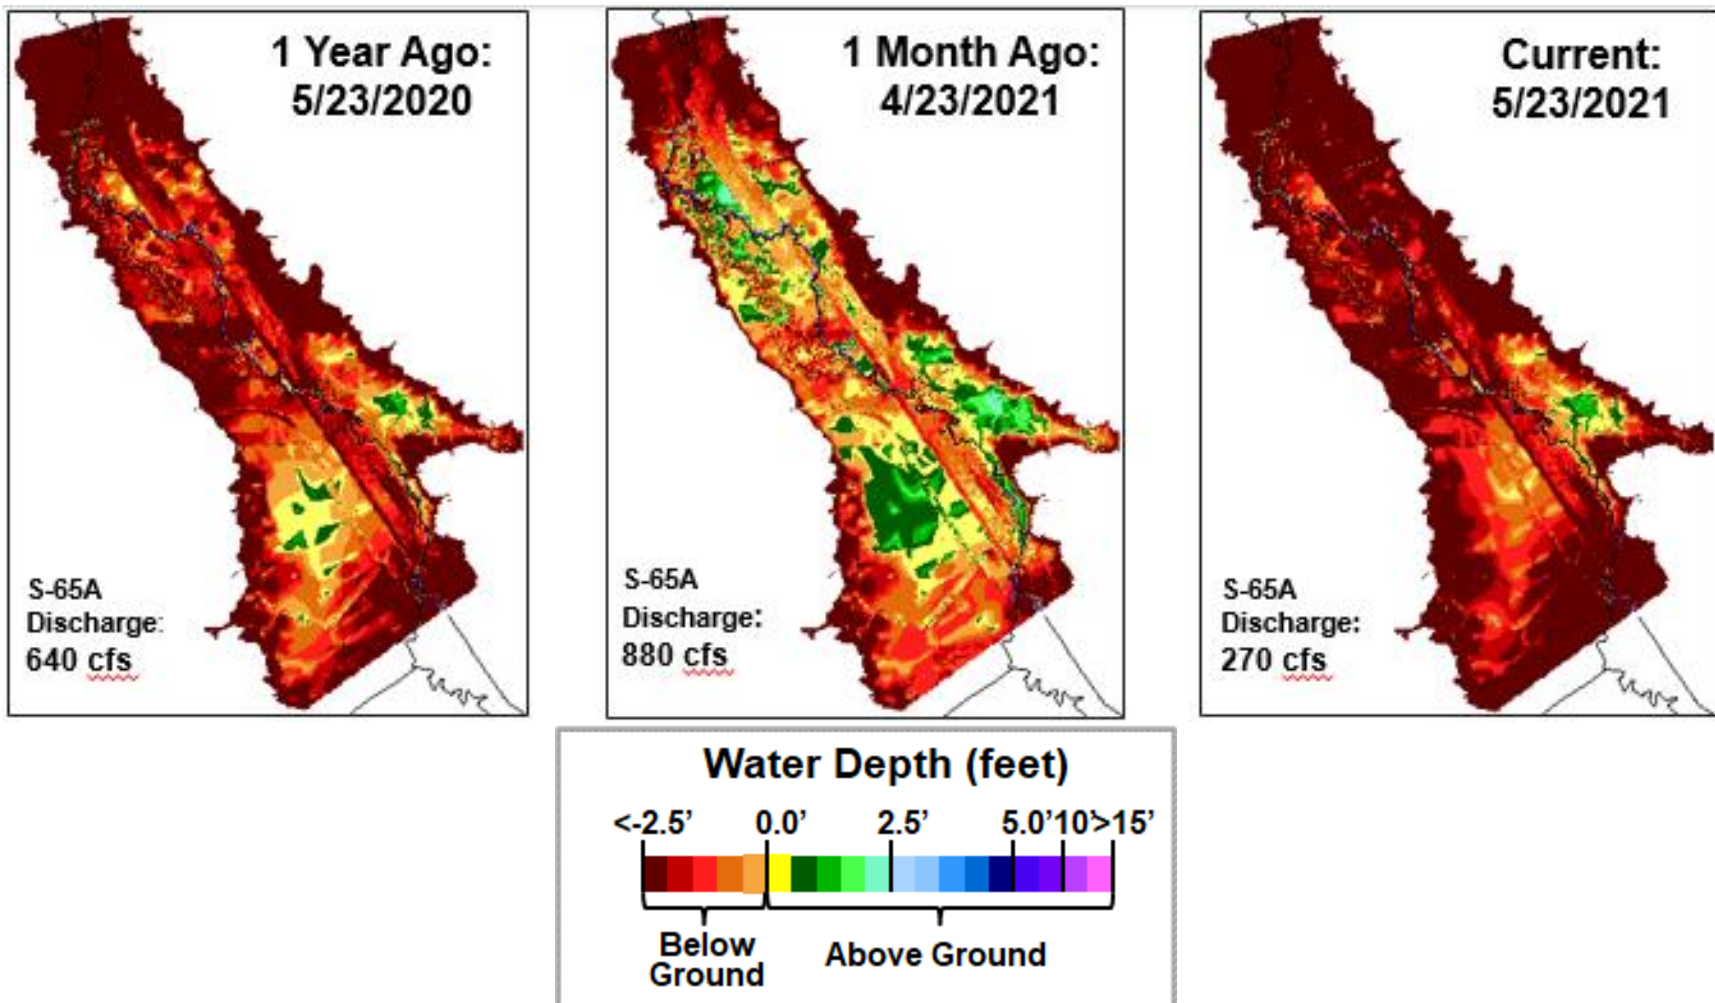 1 Year Ago:
5/23/2020
S-65A
Discharge:
640 cfs
1 Month Ago:
4/23/2021
S-65A
Discharge:
880 cfs
Current:
5/23/2021
S-65A
Discharge:
270 cfs
Water Depth (feet)
<-2.5’ 0.0’ 2.5’ 5.0’10’>15’
Below
Ground
Above Ground